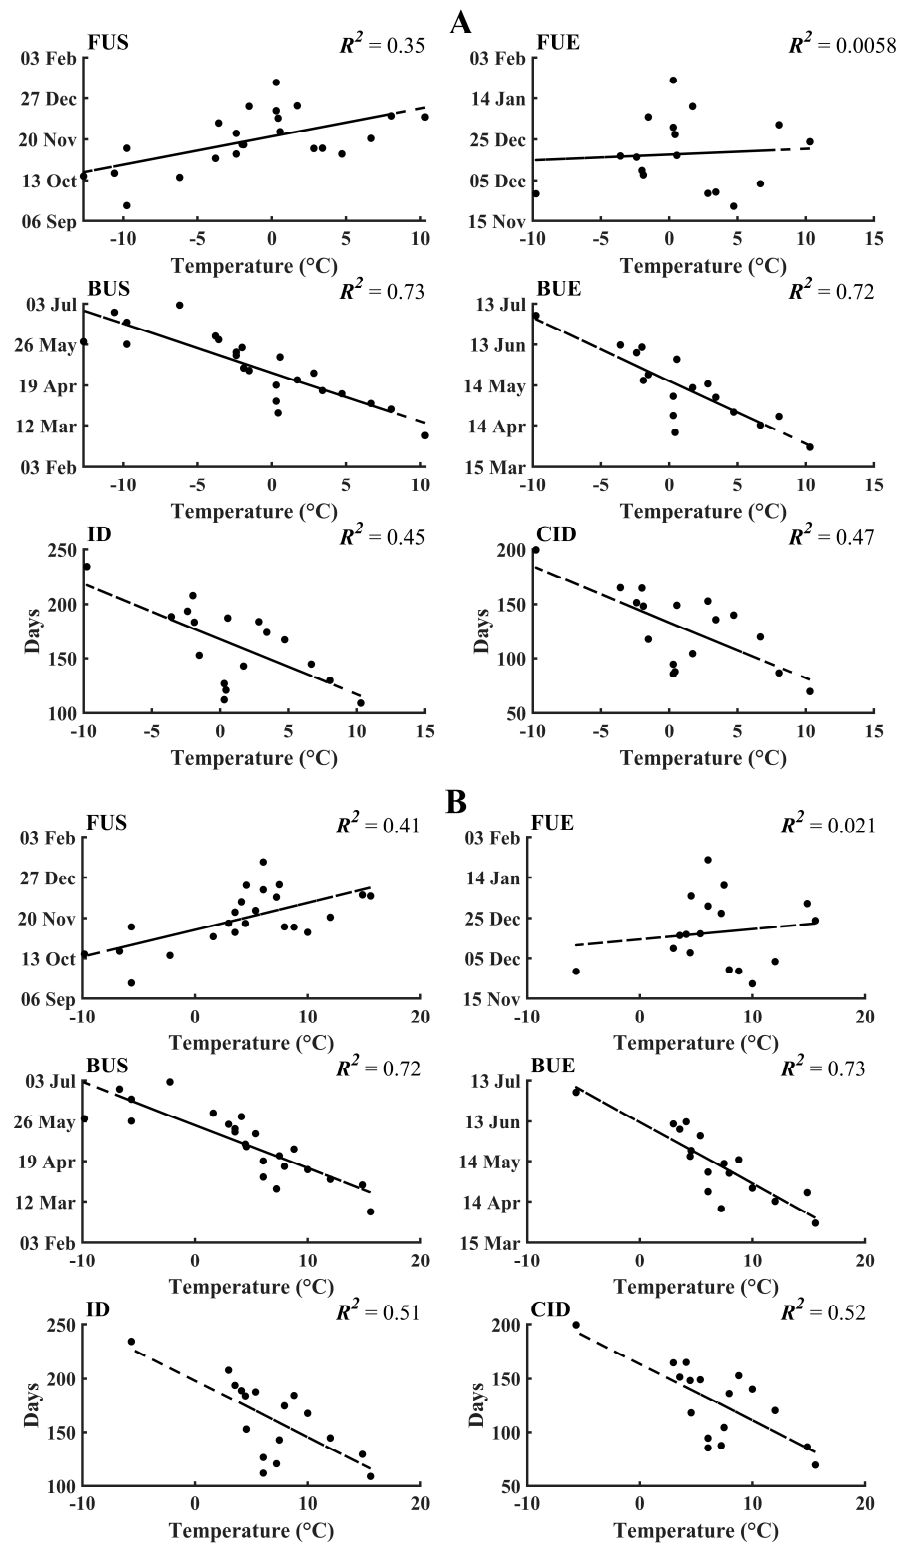 A
FUS R² = 0.35
03 Feb
27 Dec
20 Nov
13 Oct
06 Sep
-10 -5 0 5 10
Temperature (°C)
FUE R² = 0.0058
03 Feb
14 Jan
25 Dec
05 Dec
15 Nov
-10 -5 0 5 10 15
Temperature (°C)
BUS R² = 0.73
03 Jul
26 May
19 Apr
12 Mar
03 Feb
-10 -5 0 5 10
Temperature (°C)
BUE R² = 0.72
13 Jul
13 Jun
14 May
14 Apr
15 Mar
-10 -5 0 5 10 15
Temperature (°C)
ID R² = 0.45
250
200
150
100
Days
-10 -5 0 5 10 15
Temperature (°C)
CID R² = 0.47
200
150
100
50
Days
-10 -5 0 5 10 15
Temperature (°C)
B
FUS R² = 0.41
03 Feb
27 Dec
20 Nov
13 Oct
06 Sep
-10 0 10 20
Temperature (°C)
FUE R² = 0.021
03 Feb
14 Jan
25 Dec
05 Dec
15 Nov
-10 0 10 20
Temperature (°C)
BUS R² = 0.72
03 Jul
26 May
19 Apr
12 Mar
03 Feb
-10 0 10 20
Temperature (°C)
BUE R² = 0.73
13 Jul
13 Jun
14 May
14 Apr
15 Mar
-10 0 10 20
Temperature (°C)
ID R² = 0.51
250
200
150
100
Days
-10 0 10 20
Temperature (°C)
CID R² = 0.52
200
150
100
50
Days
-10 0 10 20
Temperature (°C)